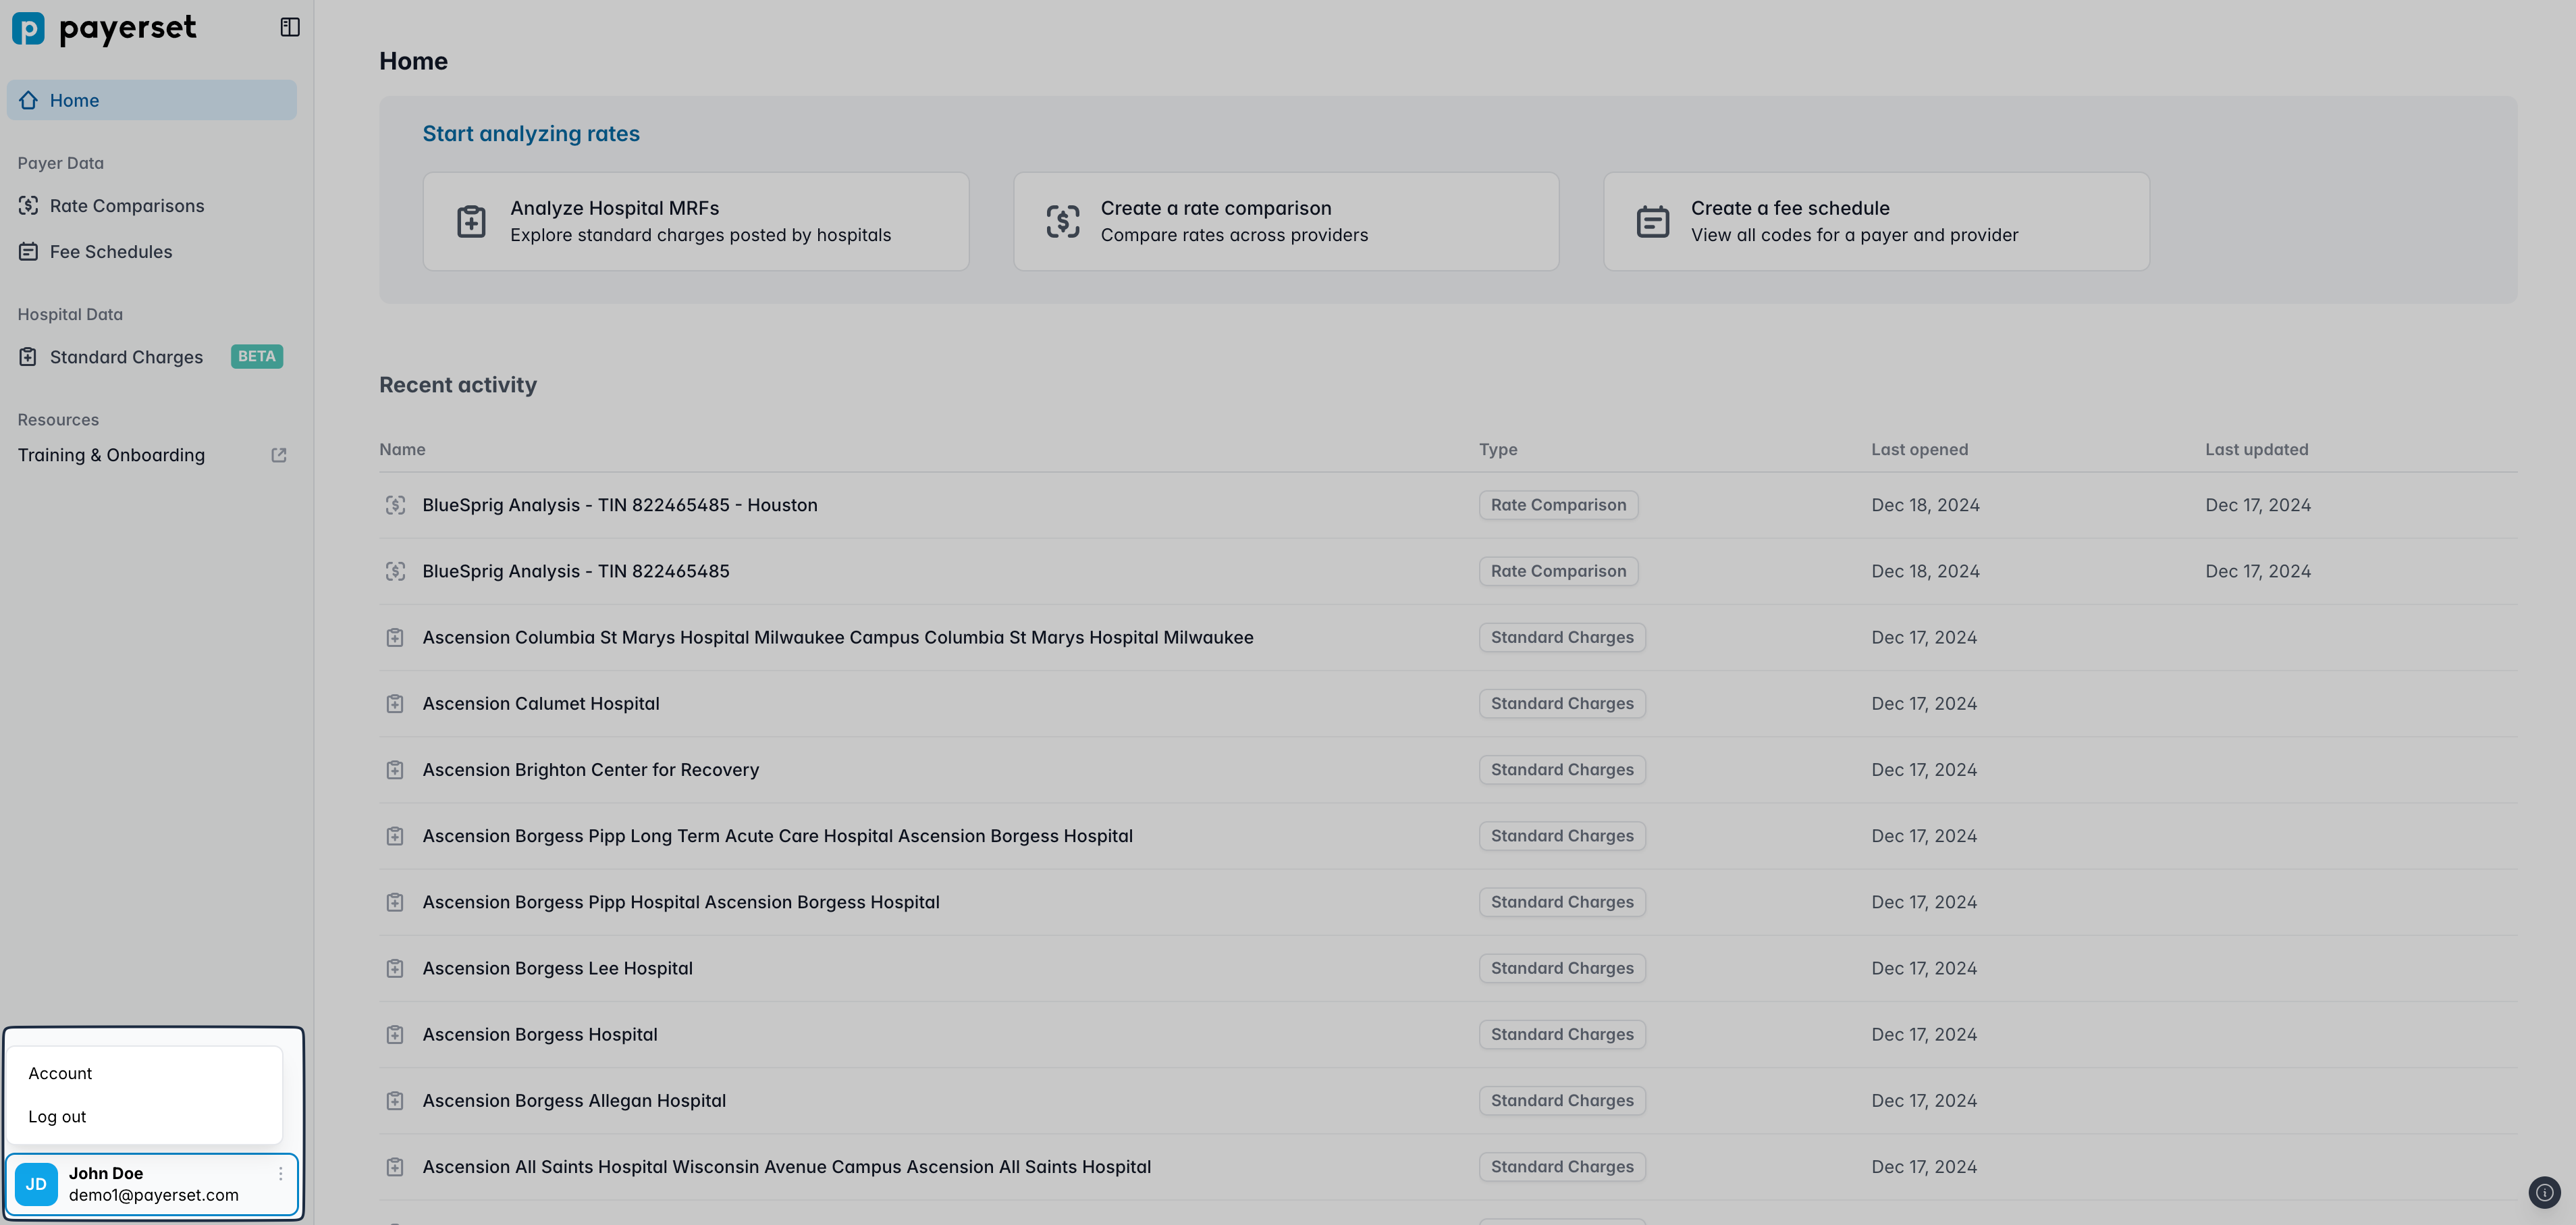 payerset
Home
Payer Data
Rate Comparisons
Fee Schedules
Hospital Data
Standard Charges BETA
Resources
Training & Onboarding
Account
Log out
JD
John Doe
demo1@payerset.com
Home
Start analyzing rates
Analyze Hospital MRFs
Explore standard charges posted by hospitals
Create a rate comparison
Compare rates across providers
Create a fee schedule
View all codes for a payer and provider
Recent activity
Name Type Last opened Last updated
BlueSprig Analysis - TIN 822465485 - Houston Rate Comparison Dec 18, 2024 Dec 17, 2024
BlueSprig Analysis - TIN 822465485 Rate Comparison Dec 18, 2024 Dec 17, 2024
Ascension Columbia St Marys Hospital Milwaukee Campus Columbia St Marys Hospital Milwaukee Standard Charges Dec 17, 2024
Ascension Calumet Hospital Standard Charges Dec 17, 2024
Ascension Brighton Center for Recovery Standard Charges Dec 17, 2024
Ascension Borgess Pipp Long Term Acute Care Hospital Ascension Borgess Hospital Standard Charges Dec 17, 2024
Ascension Borgess Pipp Hospital Ascension Borgess Hospital Standard Charges Dec 17, 2024
Ascension Borgess Lee Hospital Standard Charges Dec 17, 2024
Ascension Borgess Hospital Standard Charges Dec 17, 2024
Ascension Borgess Allegan Hospital Standard Charges Dec 17, 2024
Ascension All Saints Hospital Wisconsin Avenue Campus Ascension All Saints Hospital Standard Charges Dec 17, 2024